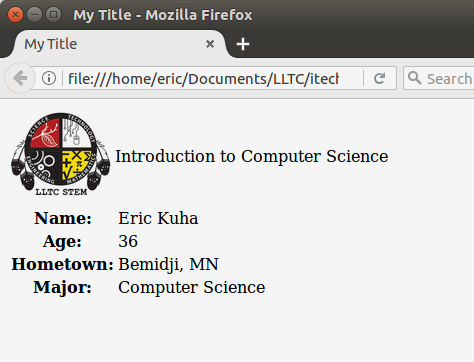 My Title - Mozilla Firefox
My Title
file:///home/eric/Documents/LLTC/itech
Search
SCIENCE TECHNOLOGY
ENGINEERING MATHEMATICS
LLTC STEM
Introduction to Computer Science
Name: Eric Kuha
Age: 36
Hometown: Bemidji, MN
Major: Computer Science